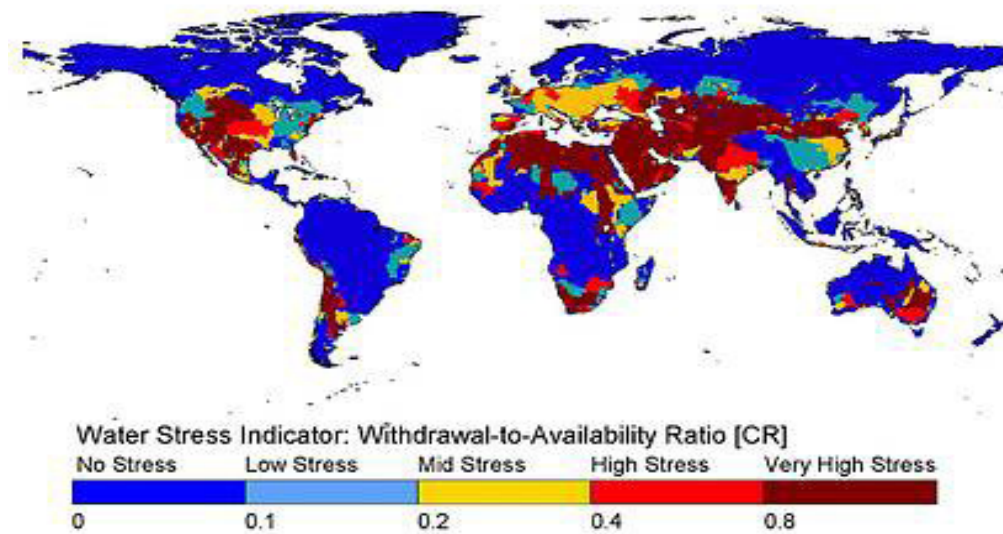 Water Stress Indicator: Withdrawal-to-Availability Ratio [CR]
No Stress Low Stress Mid Stress High Stress Very High Stress
0 0.1 0.2 0.4 0.8